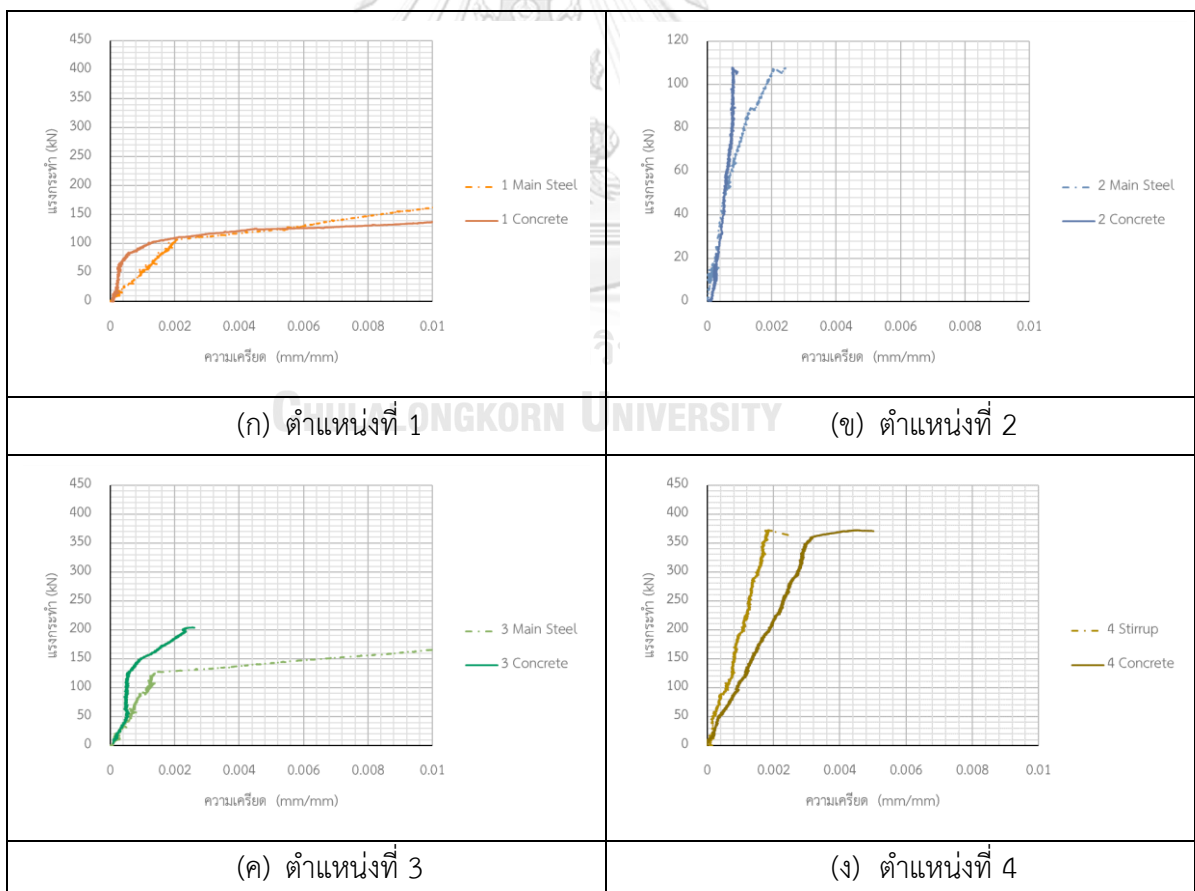 450
400
350
300
250
200
150
100
50
0
แรงกระทำ (kN)
0 0.002 0.004 0.006 0.008 0.01
ความเครียด (mm/mm)
1 Main Steel
1 Concrete
120
100
80
60
40
20
0
แรงกระทำ (kN)
0 0.002 0.004 0.006 0.008 0.01
ความเครียด (mm/mm)
2 Main Steel
2 Concrete
CHULALONGKORN UNIVERSITY
(ก) ตำแหน่งที่ 1
(ข) ตำแหน่งที่ 2
450
400
350
300
250
200
150
100
50
0
แรงกระทำ (kN)
0 0.002 0.004 0.006 0.008 0.01
ความเครียด (mm/mm)
3 Main Steel
3 Concrete
450
400
350
300
250
200
150
100
50
0
แรงกระทำ (kN)
0 0.002 0.004 0.006 0.008 0.01
ความเครียด (mm/mm)
4 Stirrup
4 Concrete
(ค) ตำแหน่งที่ 3
(ง) ตำแหน่งที่ 4